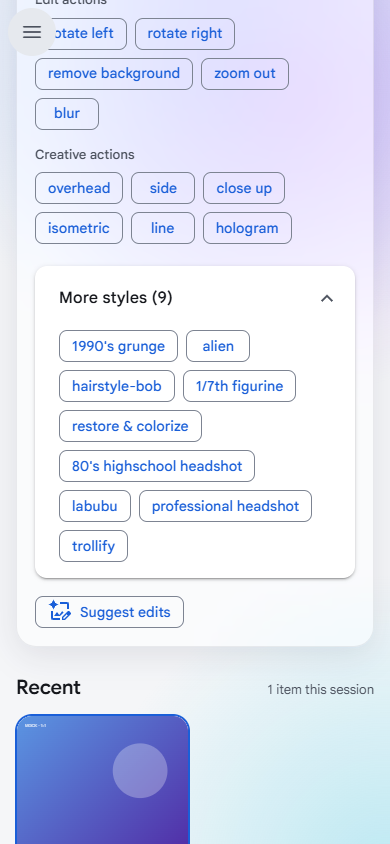 Edit actions
rotate left
rotate right
remove background
zoom out
blur
Creative actions
overhead
side
close up
isometric
line
hologram
More styles (9)
1990's grunge
alien
hairstyle-bob
1/7th figurine
restore & colorize
80's highschool headshot
labubu
professional headshot
trollify
Suggest edits
Recent
1 item this session